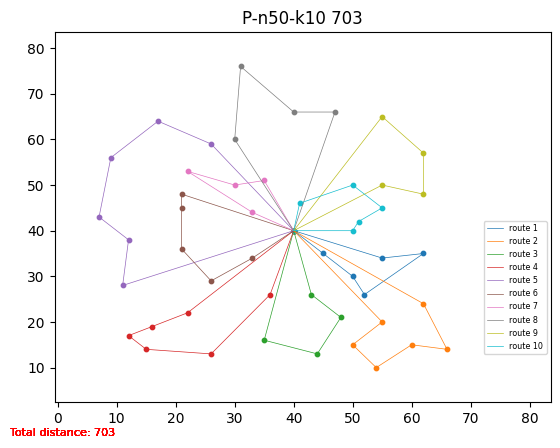 P-n50-k10 703
80
70
60
50
40
30
20
10
0 10 20 30 40 50 60 70 80
route 1
route 2
route 3
route 4
route 5
route 6
route 7
route 8
route 9
route 10
Total distance: 703